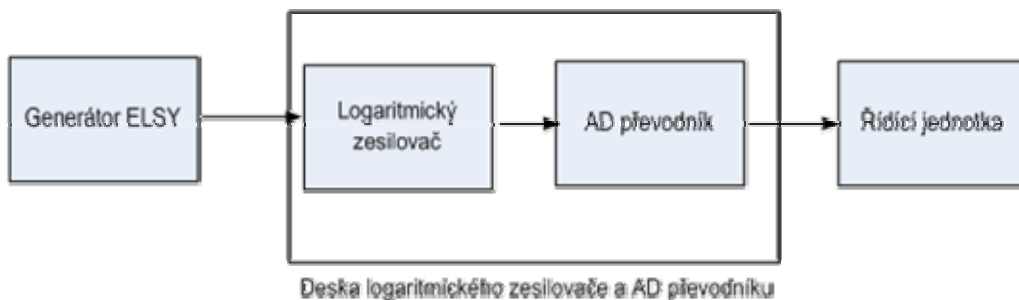 Generátor ELSY
Logaritmický
zesilovač
AD převodník
Řídící jednotka
Deska logaritmického zesilovače a AD převodníku